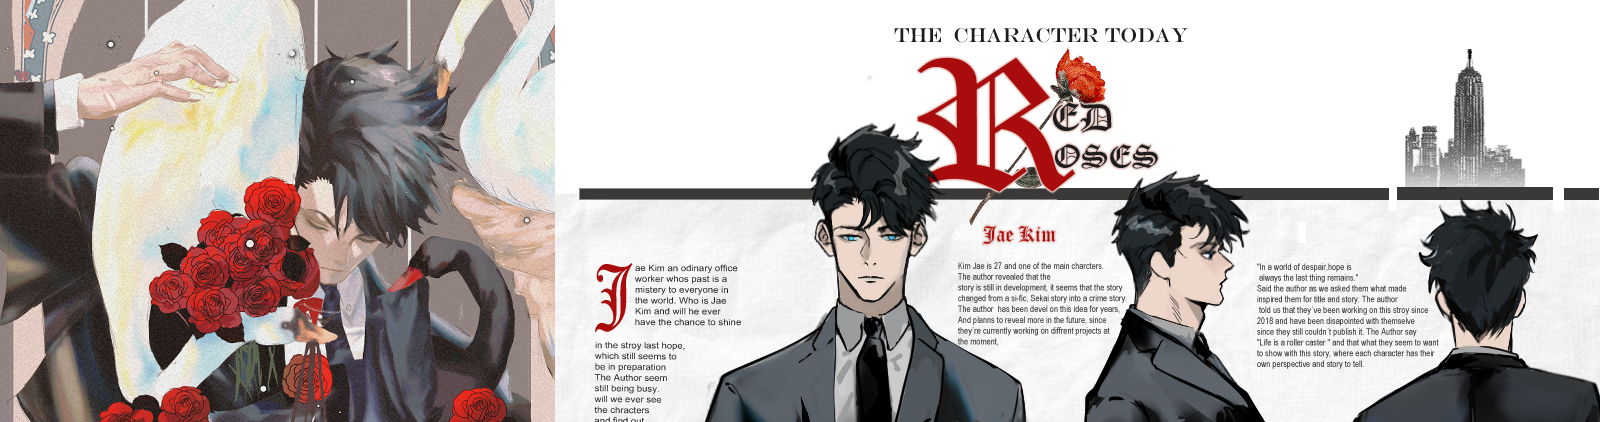 THE CHARACTER TODAY
RED
ROSES
Jae Kim
Jae Kim an odinary office
worker whos past is a
mistery to everyone in
the world. Who is Jae
Kim and will he ever
have the chance to shine
in the stroy last hope,
which still seems to
be in preparation
The Author seem
still being busy.
will we ever see
the chracters
and find out
Kim Jae is 27 and one of the main charcters.
The author revealed that the
story is still in development, it seems that the story
changed from a si-fic, Sekai story into a crime story.
The author has been devel on this idea for years,
And planns to reveal more in the future, since
they're currently working on diffrent projects at
the moment,
"In a world of despair,hope is
always the last thing remains."
Said the author as we asked them what made
inspired them for title and story. The author
told us that they've been working on this stroy since
2018 and have been disapointed with themselve
since they still couldn't publish it. The Author say
"Life is a roller caster " and that what they seem to want
to show with this story, where each character has their
own perspective and story to tell.